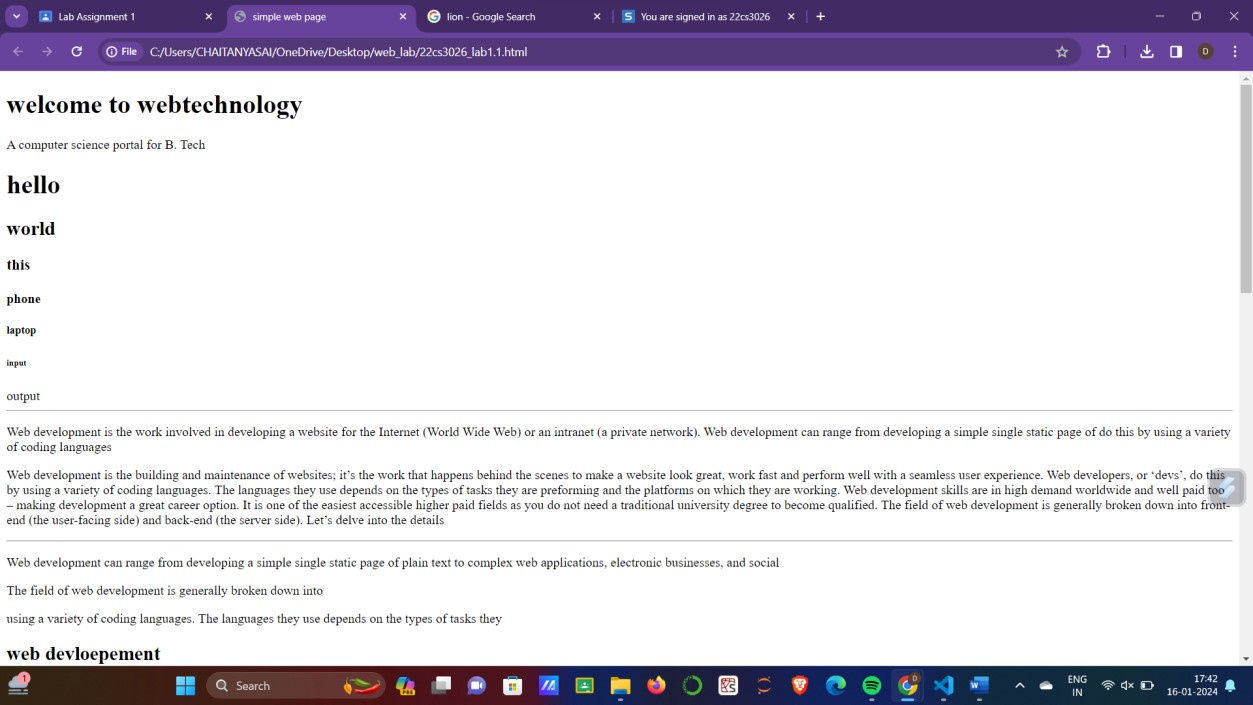 Lab Assignment 1
simple web page
lion - Google Search
You are signed in as 22cs3026
File C:/Users/CHAITANYASAI/OneDrive/Desktop/web_lab/22cs3026_lab1.1.html
D
welcome to webtechnology
A computer science portal for B. Tech
hello
world
this
phone
laptop
input
output
Web development is the work involved in developing a website for the Internet (World Wide Web) or an intranet (a private network). Web development can range from developing a simple single static page of do this by using a variety
of coding languages
Web development is the building and maintenance of websites; it’s the work that happens behind the scenes to make a website look great, work fast and perform well with a seamless user experience. Web developers, or ‘devs’, do this
by using a variety of coding languages. The languages they use depends on the types of tasks they are preforming and the platforms on which they are working. Web development skills are in high demand worldwide and well paid too
– making development a great career option. It is one of the easiest accessible higher paid fields as you do not need a traditional university degree to become qualified. The field of web development is generally broken down into front-
end (the user-facing side) and back-end (the server side). Let’s delve into the details
Web development can range from developing a simple single static page of plain text to complex web applications, electronic businesses, and social
The field of web development is generally broken down into
using a variety of coding languages. The languages they use depends on the types of tasks they
web devloepement
1
Search
PRE
D
ENG
IN
17:42
16-01-2024